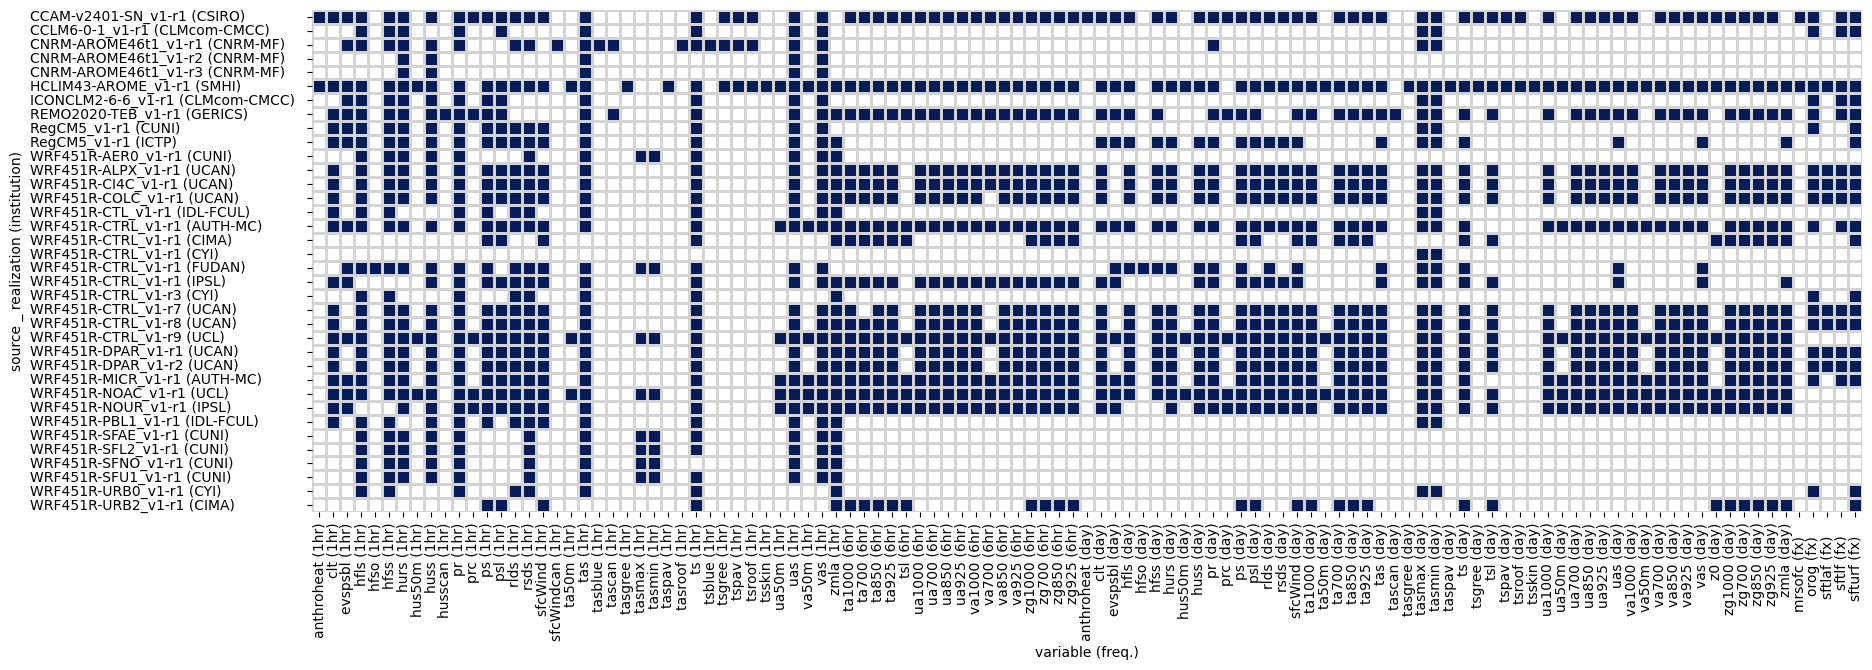 CCAM-v2401-SN_v1-r1 (CSIRO)
CCLM6-0-1_v1-r1 (CLMcom-CMCC)
CNRM-AROME46t1_v1-r1 (CNRM-MF)
CNRM-AROME46t1_v1-r2 (CNRM-MF)
CNRM-AROME46t1_v1-r3 (CNRM-MF)
HCLIM43-AROME_v1-r1 (SMHI)
ICONCLM2-6-6_v1-r1 (CLMcom-CMCC)
REMO2020-TEB_v1-r1 (GERICS)
RegCM5_v1-r1 (CUNI)
RegCM5_v1-r1 (ICTP)
WRF451R-AER0_v1-r1 (CUNI)
WRF451R-ALPX_v1-r1 (UCAN)
WRF451R-CI4C_v1-r1 (UCAN)
WRF451R-COLC_v1-r1 (UCAN)
WRF451R-CTL_v1-r1 (IDL-FCUL)
WRF451R-CTRL_v1-r1 (AUTH-MC)
WRF451R-CTRL_v1-r1 (CIMA)
WRF451R-CTRL_v1-r1 (CYI)
WRF451R-CTRL_v1-r1 (FUDAN)
WRF451R-CTRL_v1-r1 (IPSL)
WRF451R-CTRL_v1-r3 (CYI)
WRF451R-CTRL_v1-r7 (UCAN)
WRF451R-CTRL_v1-r8 (UCAN)
WRF451R-CTRL_v1-r9 (UCL)
WRF451R-DPAR_v1-r1 (UCAN)
WRF451R-DPAR_v1-r2 (UCAN)
WRF451R-MICR_v1-r1 (AUTH-MC)
WRF451R-NOAC_v1-r1 (UCL)
WRF451R-NOUR_v1-r1 (IPSL)
WRF451R-PBL1_v1-r1 (IDL-FCUL)
WRF451R-SFAE_v1-r1 (CUNI)
WRF451R-SFL2_v1-r1 (CUNI)
WRF451R-SFNO_v1-r1 (CUNI)
WRF451R-SFU1_v1-r1 (CUNI)
WRF451R-URB0_v1-r1 (CYI)
WRF451R-URB2_v1-r1 (CIMA)
source _ realization (institution)
anthroheat (1hr)
clt (1hr)
evspsbl (1hr)
hfls (1hr)
hfso (1hr)
hfss (1hr)
hurs (1hr)
hus50m (1hr)
huss (1hr)
husscan (1hr)
pr (1hr)
prc (1hr)
ps (1hr)
psl (1hr)
rlds (1hr)
rsds (1hr)
sfcWind (1hr)
sfcWindcan (1hr)
ta50m (1hr)
tas (1hr)
tasblue (1hr)
tascan (1hr)
tasgree (1hr)
tasmax (1hr)
tasmin (1hr)
taspav (1hr)
tasroof (1hr)
ts (1hr)
tsblue (1hr)
tsgree (1hr)
tspav (1hr)
tsroof (1hr)
tsskin (1hr)
ua50m (1hr)
uas (1hr)
va50m (1hr)
vas (1hr)
zmla (1hr)
ta1000 (6hr)
ta700 (6hr)
ta850 (6hr)
ta925 (6hr)
tsl (6hr)
ua1000 (6hr)
ua700 (6hr)
ua850 (6hr)
ua925 (6hr)
va1000 (6hr)
va700 (6hr)
va850 (6hr)
va925 (6hr)
zg1000 (6hr)
zg700 (6hr)
zg850 (6hr)
zg925 (6hr)
anthroheat (day)
clt (day)
evspsbl (day)
hfls (day)
hfso (day)
hfss (day)
hurs (day)
hus50m (day)
huss (day)
pr (day)
prc (day)
ps (day)
psl (day)
rlds (day)
rsds (day)
sfcWind (day)
ta1000 (day)
ta50m (day)
ta700 (day)
ta850 (day)
ta925 (day)
tas (day)
tascan (day)
tasgree (day)
tasmax (day)
tasmin (day)
taspav (day)
ts (day)
tsgree (day)
tsl (day)
tspav (day)
tsroof (day)
tsskin (day)
ua1000 (day)
ua50m (day)
ua700 (day)
ua850 (day)
ua925 (day)
uas (day)
va1000 (day)
va50m (day)
va700 (day)
va850 (day)
va925 (day)
vas (day)
z0 (day)
zg1000 (day)
zg700 (day)
zg850 (day)
zg925 (day)
zmla (day)
mrsofc (fx)
orog (fx)
sftlaf (fx)
sftlf (fx)
sfturf (fx)
variable (freq.)